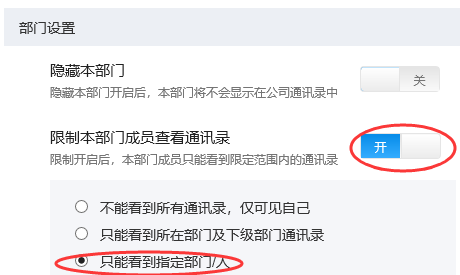 部门设置
隐藏本部门
关
隐藏本部门开启后，本部门将不会显示在公司通讯录中
限制本部门成员查看通讯录
开
限制开启后，本部门成员只能看到限定范围内的通讯录
不能看到所有通讯录，仅可见自己
只能看到所在部门及下级部门通讯录
只能看到指定部门/人